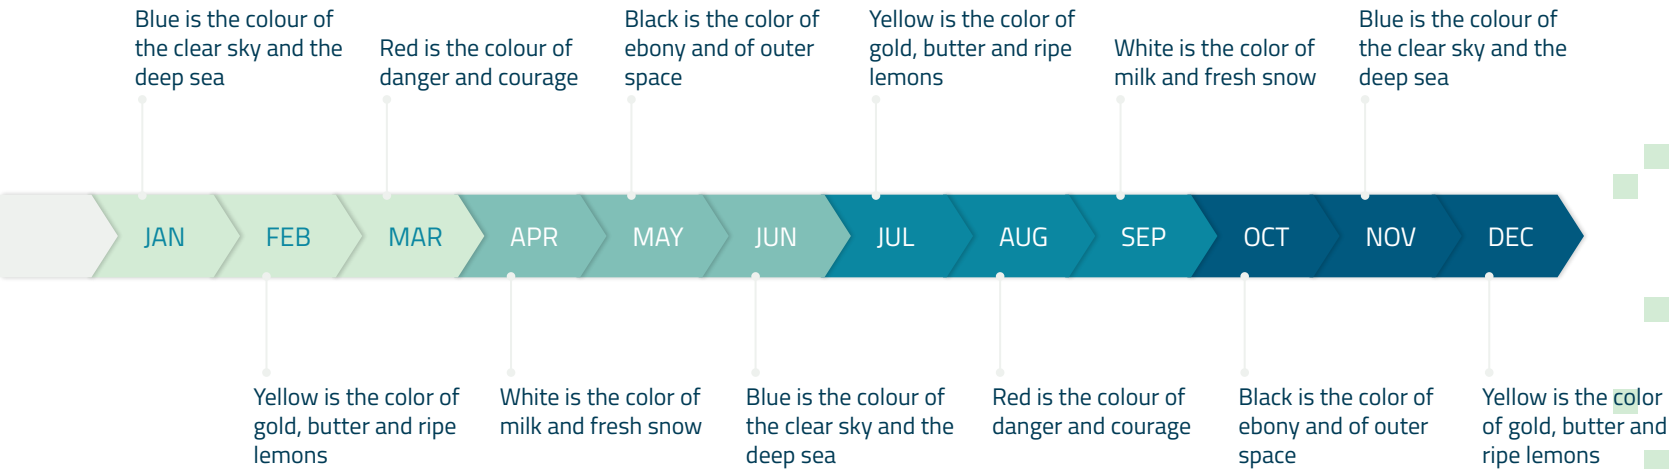 Blue is the colour of
the clear sky and the
deep sea
Red is the colour of
danger and courage
Black is the color of
ebony and of outer
space
Yellow is the color of
gold, butter and ripe
lemons
White is the color of
milk and fresh snow
Blue is the colour of
the clear sky and the
deep sea
JAN
FEB
MAR
APR
MAY
JUN
JUL
AUG
SEP
OCT
NOV
DEC
Yellow is the color of
gold, butter and ripe
lemons
White is the color of
milk and fresh snow
Blue is the colour of
the clear sky and the
deep sea
Red is the colour of
danger and courage
Black is the color of
ebony and of outer
space
Yellow is the color
of gold, butter and
ripe lemons